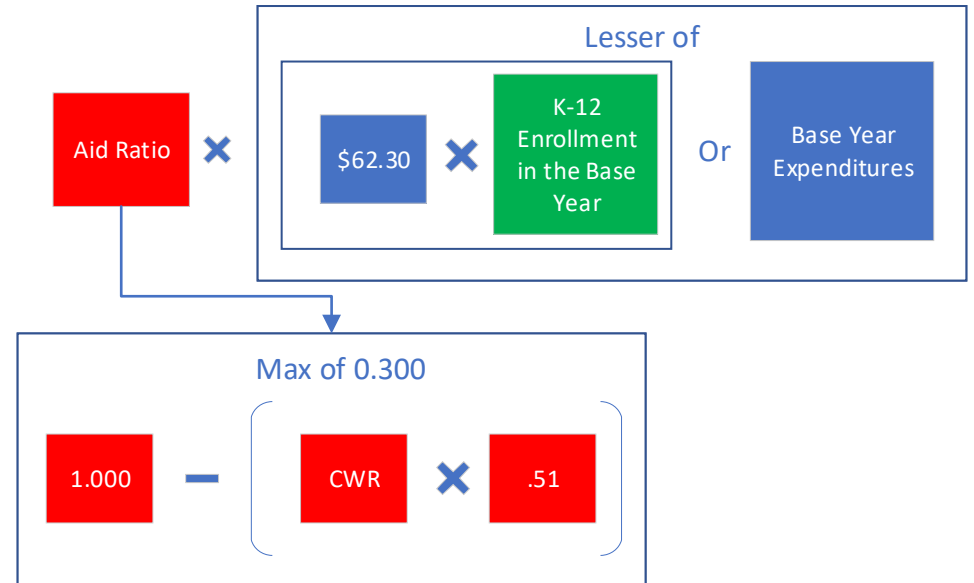 Lesser of
Aid Ratio
$62.30
K-12
Enrollment
in the Base
Year
Or
Base Year
Expenditures
Max of 0.300
1.000
CWR
.51